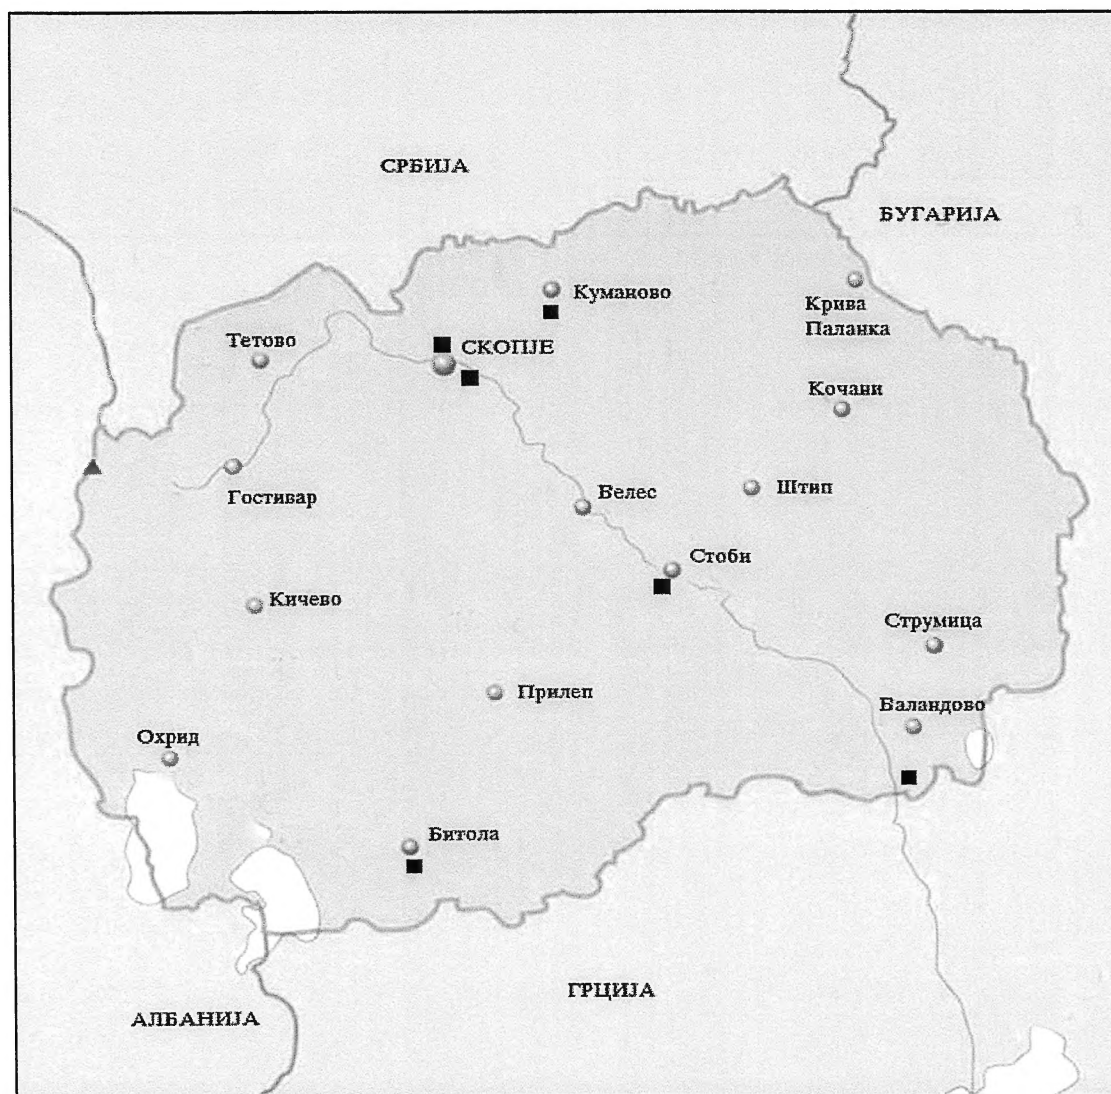 СРБИЈА
БУГАРИЈА
Куманово
Крива
Паланка
Тетово
СКОПЈЕ
Кочани
Гостивар
Велес
Штип
Стоби
Кичево
Струмица
Прилеп
Баландово
Охрид
Битола
ГРЦИЈА
АЛБАНИЈА